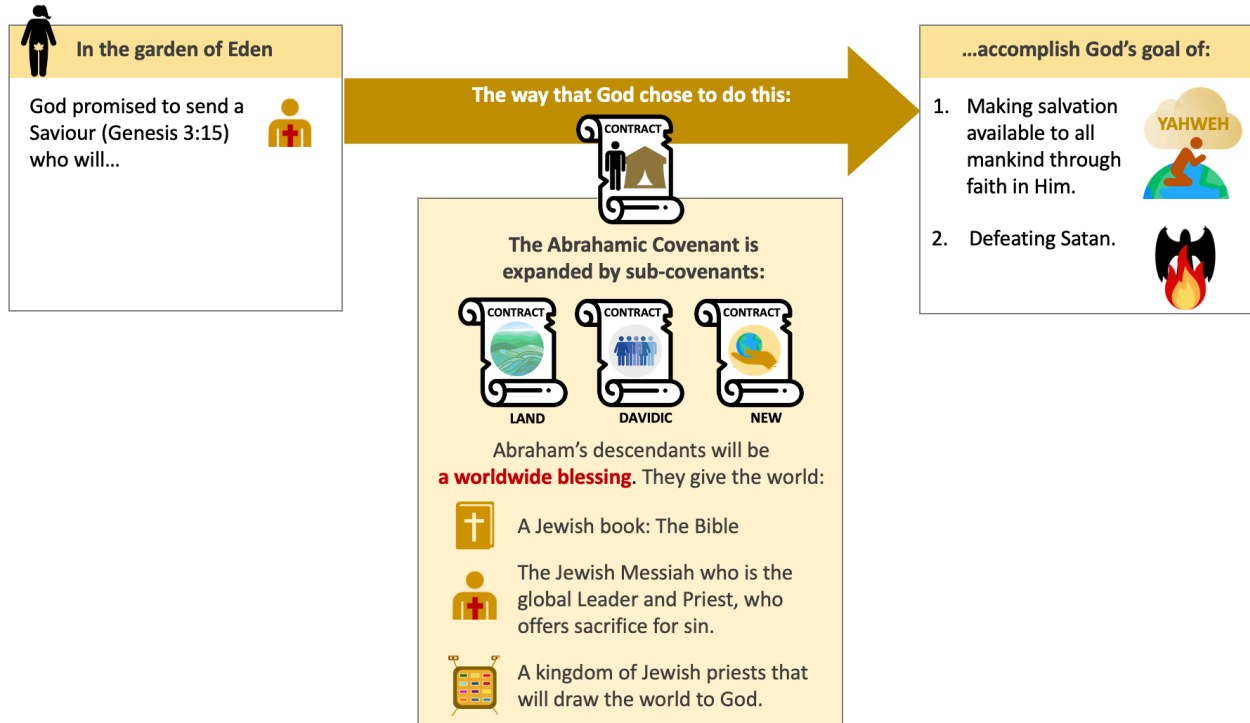 In the garden of Eden
God promised to send a
Saviour (Genesis 3:15)
who will...
The way that God chose to do this:
CONTRACT
The Abrahamic Covenant is
expanded by sub-covenants:
CONTRACT
LAND
CONTRACT
DAVIDIC
CONTRACT
NEW
Abraham’s descendants will be
a worldwide blessing. They give the world:
A Jewish book: The Bible
The Jewish Messiah who is the
global Leader and Priest, who
offers sacrifice for sin.
A kingdom of Jewish priests that
will draw the world to God.
...accomplish God’s goal of:
1. Making salvation
available to all
mankind through
faith in Him.
YAHWEH
2. Defeating Satan.